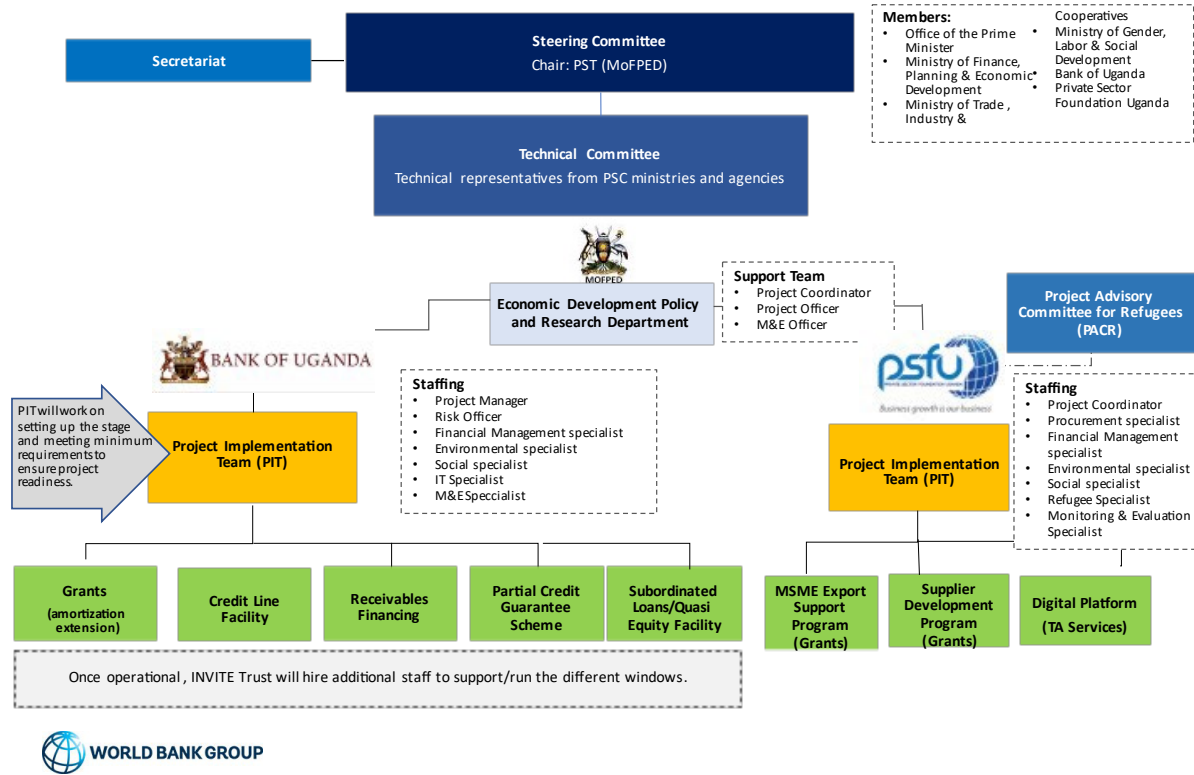 Secretariat
Steering Committee
Chair: PST (MoFPED)
Members:
• Office of the Prime
Minister
• Ministry of Finance,
Planning & Economic
Development
• Ministry of Trade ,
Industry &
Cooperatives
• Ministry of Gender,
Labor & Social
Development
• Bank of Uganda
• Private Sector
Foundation Uganda
Technical Committee
Technical representatives from PSC ministries and agencies
MOFPED
Economic Development Policy
and Research Department
Support Team
• Project Coordinator
• Project Officer
• M&E Officer
Project Advisory
Committee for Refugees
(PACR)
BANK OF UGANDA
psfu
PRIVATE SECTOR FOUNDATION UGANDA
Business growth is our business
PIT will work on
setting up the stage
and meeting minimum
requirements to
ensure project
readiness.
Project Implementation
Team (PIT)
Staffing
• Project Manager
• Risk Officer
• Financial Management specialist
• Environmental specialist
• Social specialist
• IT Specialist
• M&E Speccialist
Project Implementation
Team (PIT)
Staffing
• Project Coordinator
• Procurement specialist
• Financial Management
specialist
• Environmental specialist
• Social specialist
• Refugee Specialist
• Monitoring & Evaluation
Specialist
Grants
(amortization
extension)
Credit Line
Facility
Receivables
Financing
Partial Credit
Guarantee
Scheme
Subordinated
Loans/Quasi
Equity Facility
MSME Export
Support
Program
(Grants)
Supplier
Development
Program
(Grants)
Digital Platform
(TA Services)
Once operational , INVITE Trust will hire additional staff to support/run the different windows.
WORLD BANK GROUP